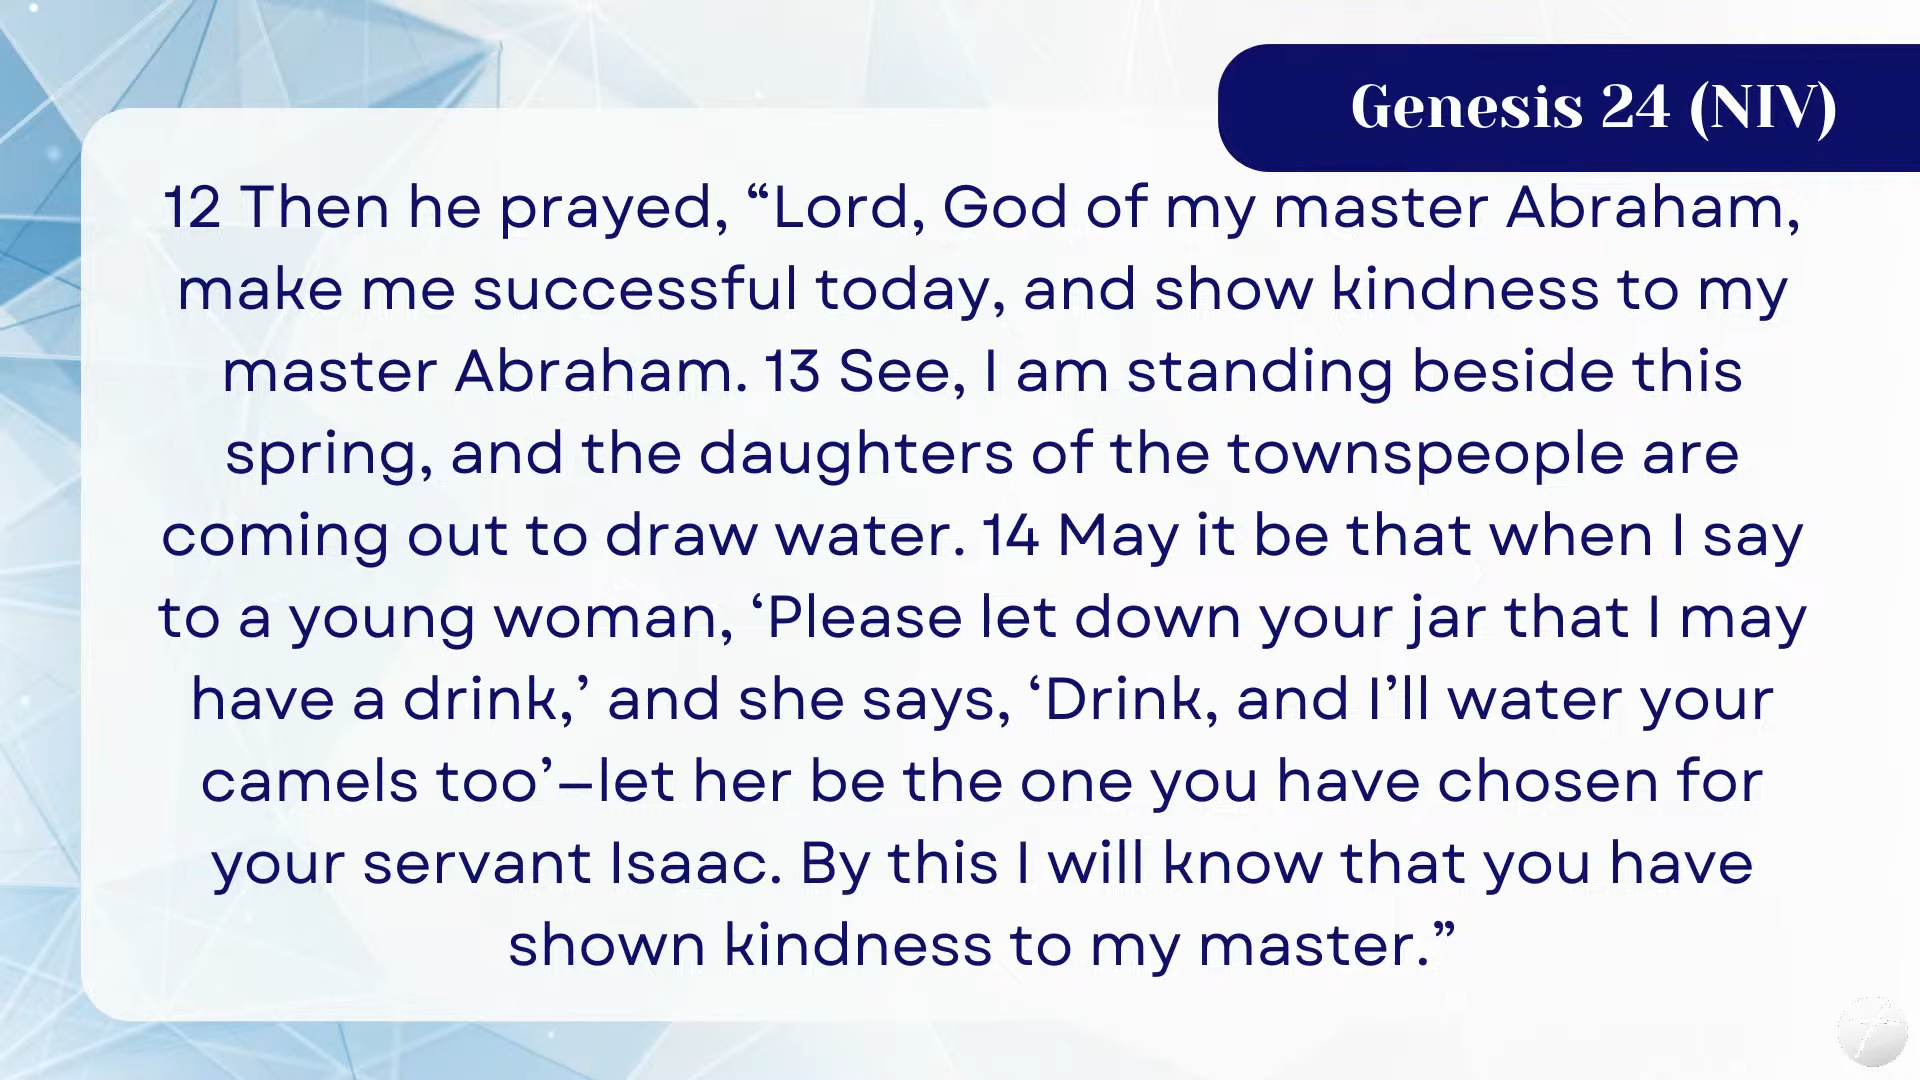 Genesis 24 (NIV)
12 Then he prayed, “Lord, God of my master Abraham,
make me successful today, and show kindness to my
master Abraham. 13 See, I am standing beside this
spring, and the daughters of the townspeople are
coming out to draw water. 14 May it be that when I say
to a young woman, ‘Please let down your jar that I may
have a drink,’ and she says, ‘Drink, and I’ll water your
camels too’—let her be the one you have chosen for
your servant Isaac. By this I will know that you have
shown kindness to my master.”